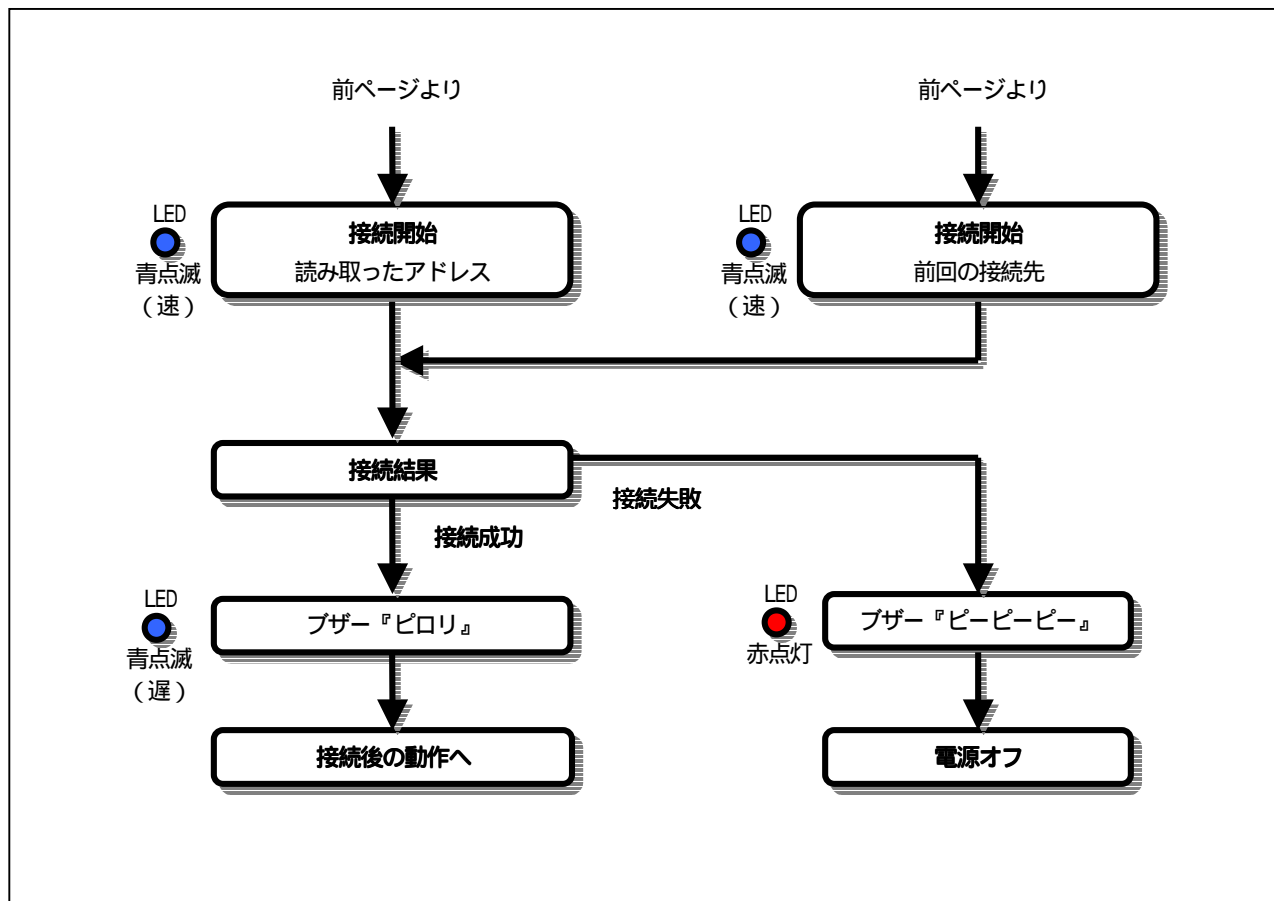 前ページより
前ページより
LED
青点滅
(速)
接続開始
読み取ったアドレス
LED
青点滅
(速)
接続開始
前回の接続先
接続結果
接続失敗
接続成功
LED
青点滅
(遅)
ブザー『ピロリ』
LED
赤点灯
ブザー『ピーピーピー』
接続後の動作へ
電源オフ